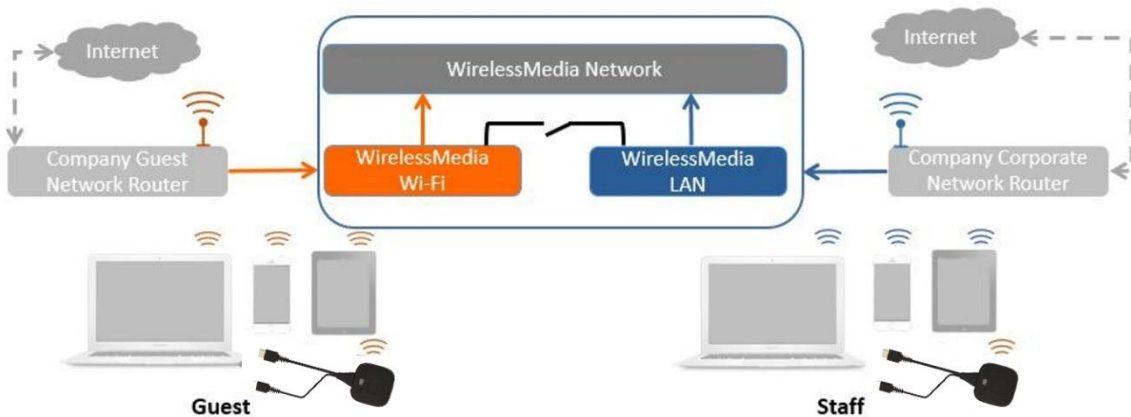 Internet
Internet
WirelessMedia Network
Company Guest
Network Router
WirelessMedia
Wi-Fi
WirelessMedia
LAN
Company Corporate
Network Router
Guest
Staff